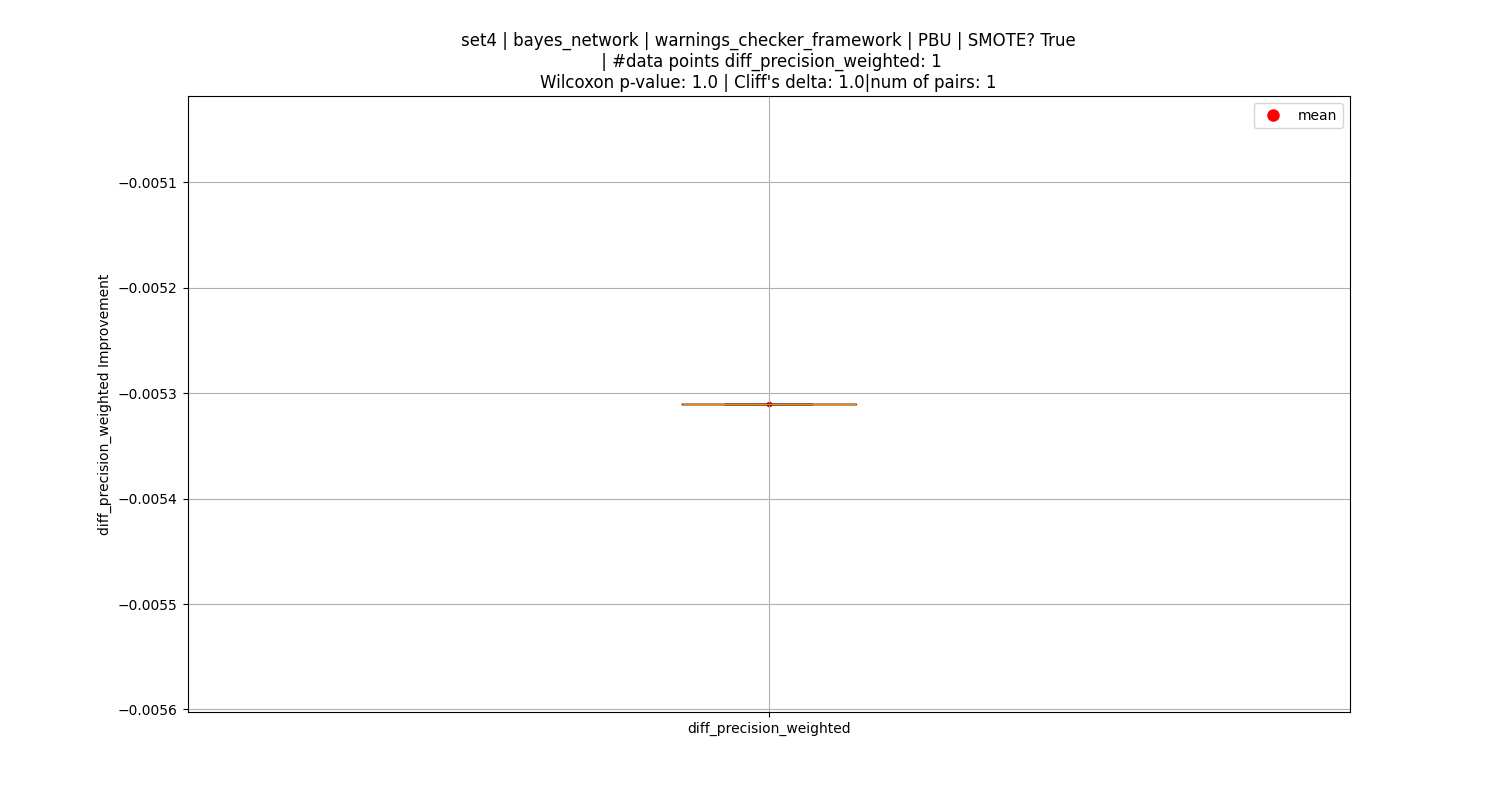 set4 | bayes_network | warnings_checker_framework | PBU | SMOTE? True
| #data points diff_precision_weighted: 1
Wilcoxon p-value: 1.0 | Cliff's delta: 1.0|num of pairs: 1
mean
−0.0051
−0.0052
−0.0053
−0.0054
−0.0055
−0.0056
diff_precision_weighted Improvement
diff_precision_weighted